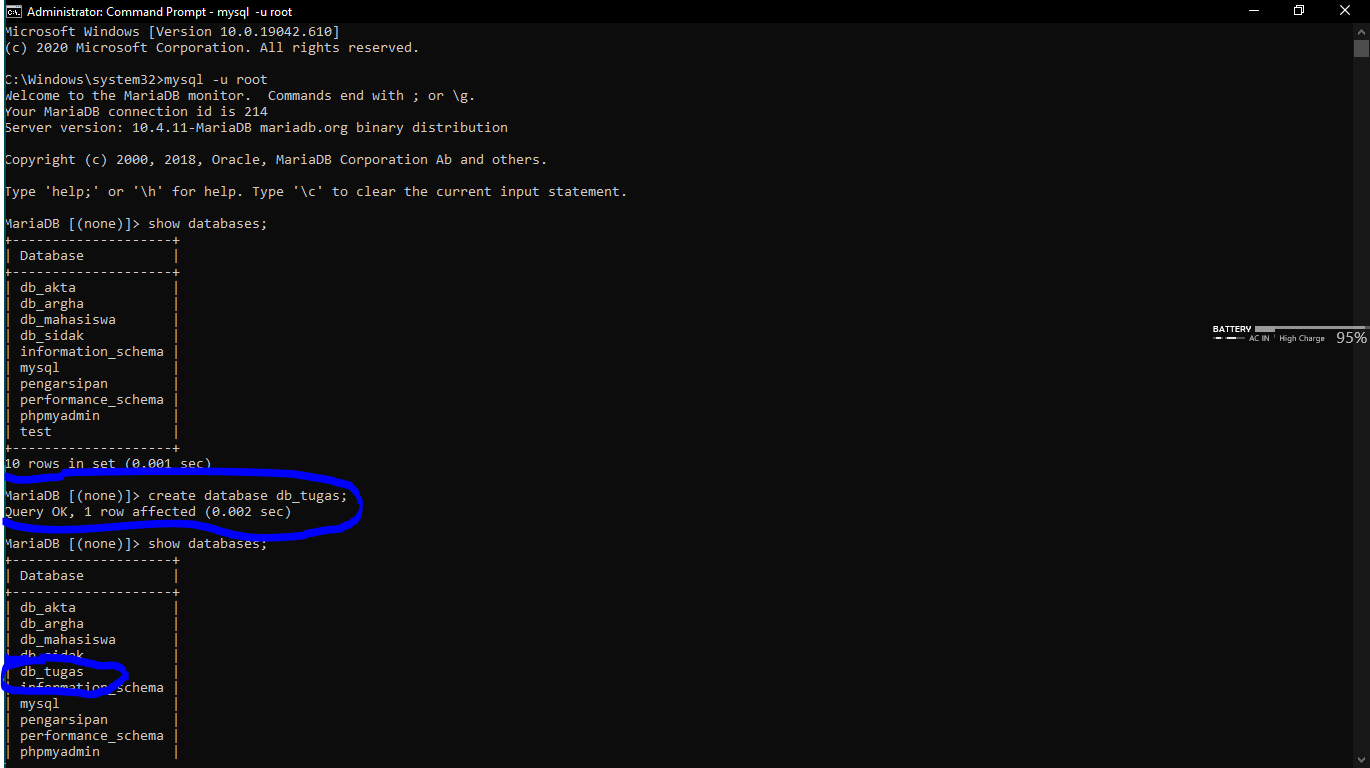 Administrator: Command Prompt - mysql  -u root
Microsoft Windows [Version 10.0.19042.610]
(c) 2020 Microsoft Corporation. All rights reserved.
C:\Windows\system32>mysql -u root
Welcome to the MariaDB monitor.  Commands end with ; or \g.
Your MariaDB connection id is 214
Server version: 10.4.11-MariaDB mariadb.org binary distribution
Copyright (c) 2000, 2018, Oracle, MariaDB Corporation Ab and others.
Type 'help;' or '\h' for help. Type '\c' to clear the current input statement.
MariaDB [(none)]> show databases;
+--------------------+
| Database           |
+--------------------+
| db_akta            |
| db_argha           |
| db_mahasiswa       |
| db_sidak           |
| information_schema |
| mysql              |
| pengarsipan        |
| performance_schema |
| phpmyadmin         |
| test               |
+--------------------+
10 rows in set (0.001 sec)
MariaDB [(none)]> create database db_tugas;
Query OK, 1 row affected (0.002 sec)
MariaDB [(none)]> show databases;
+--------------------+
| Database           |
+--------------------+
| db_akta            |
| db_argha           |
| db_mahasiswa       |
| db_sidak           |
| db_tugas           |
| information_schema |
| mysql              |
| pengarsipan        |
| performance_schema |
| phpmyadmin         |
BATTERY
AC IN High Charge 95%